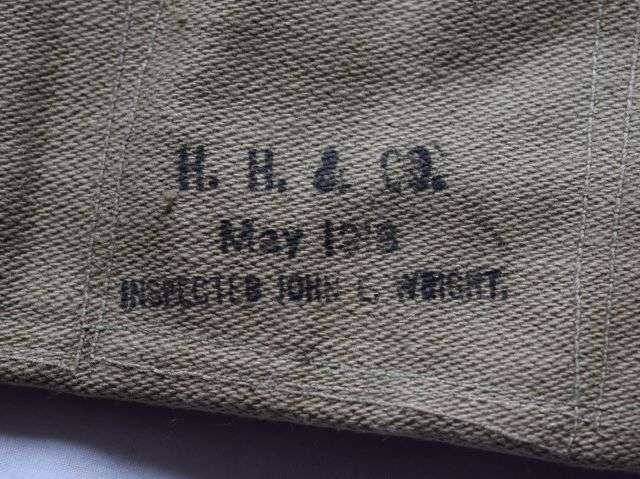 H. H. & CO.
May 1918
INSPECTED JOHN E. WRIGHT.